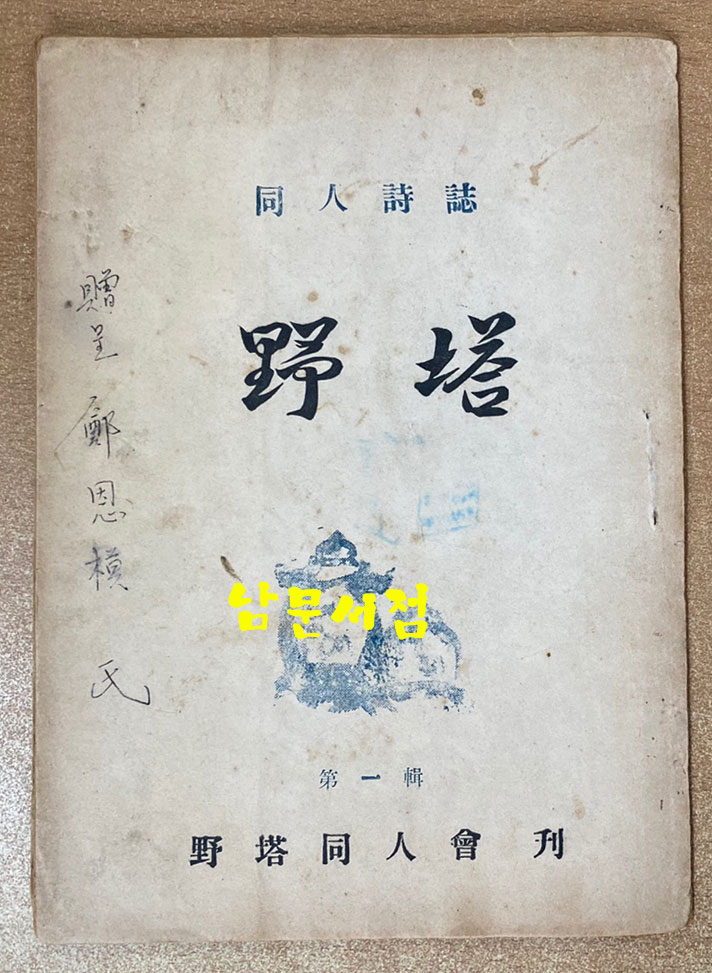 同人詩誌
野塔
贈呈 鄭恩模 氏
남문서점
第一輯
野塔同人會刊